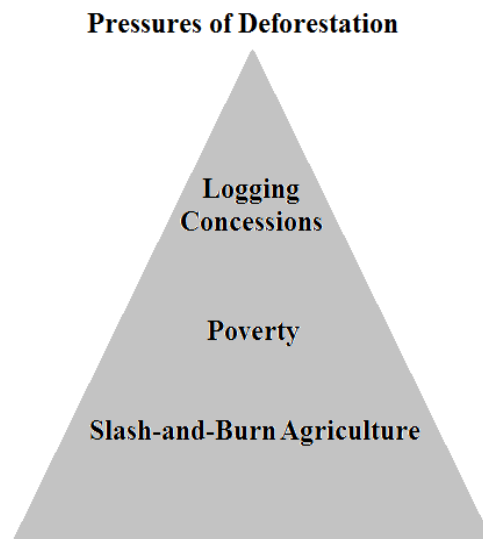 Pressures of Deforestation
Logging
Concessions
Poverty
Slash-and-Burn Agriculture